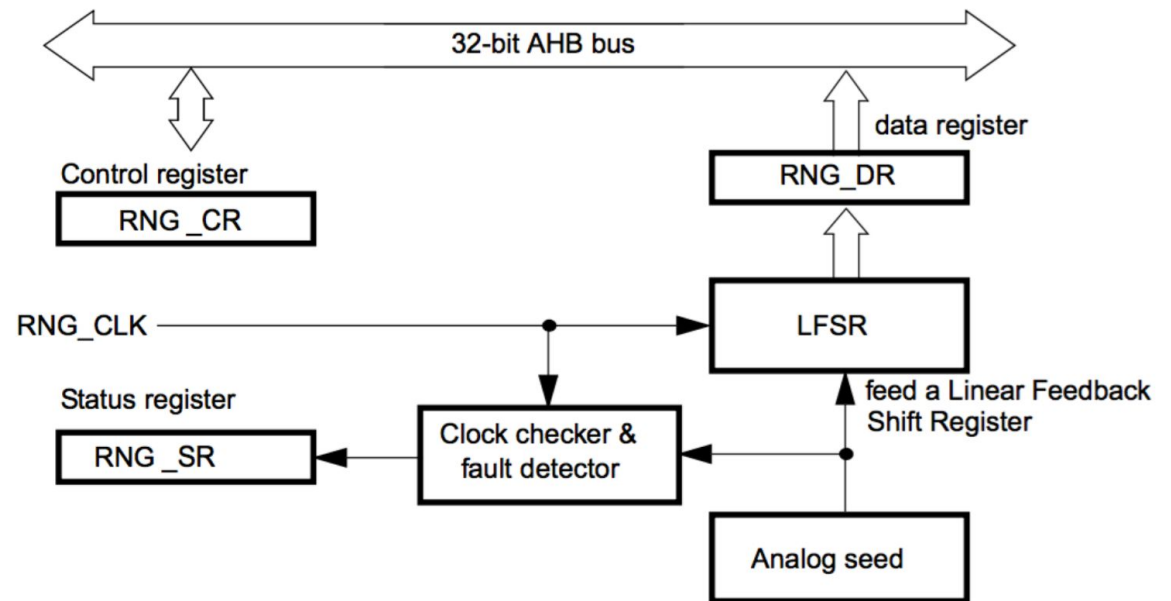 32-bit AHB bus
data register
Control register
RNG_DR
RNG _CR
RNG_CLK
LFSR
feed a Linear Feedback
Shift Register
Status register
Clock checker &
fault detector
RNG _SR
Analog seed